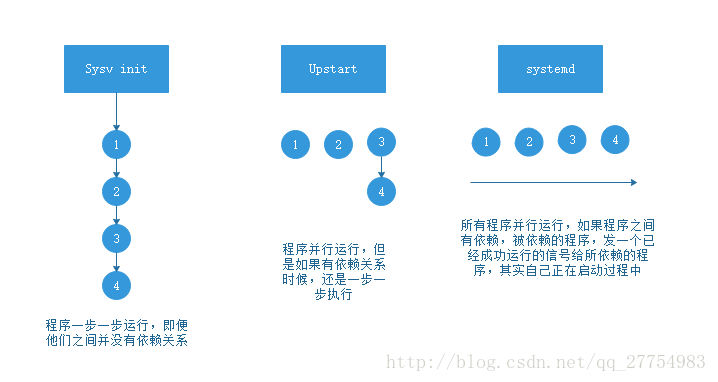 Sysv init
Upstart
systemd
1
2
3
4
1
2
3
4
1
2
3
4
程序一步一步运行，即便
他们之间并没有依赖关系
程序并行运行，但
是如果有依赖关系
时候，还是一步一
步执行
所有程序并行运行，如果程序之间
有依赖，被依赖的程序，发一个已
经成功运行的信号给所依赖的程
序，其实自己正在启动过程中
http://blog.csdn.net/qq_27754983